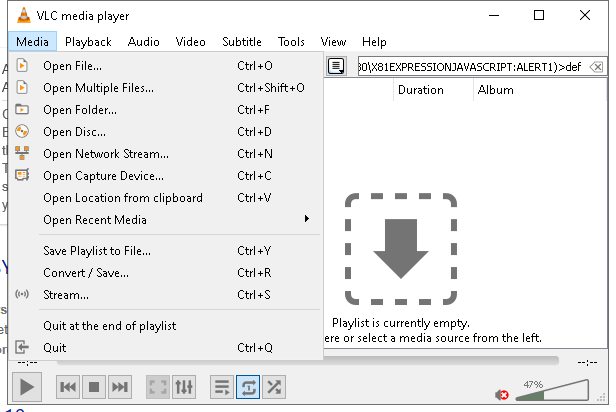 VLC media player
Media Playback Audio Video Subtitle Tools View Help
Open File... Ctrl+O
Open Multiple Files... Ctrl+Shift+O
Open Folder... Ctrl+F
Open Disc... Ctrl+D
Open Network Stream... Ctrl+N
Open Capture Device... Ctrl+C
Open Location from clipboard Ctrl+V
Open Recent Media
Save Playlist to File... Ctrl+Y
Convert / Save... Ctrl+R
Stream... Ctrl+S
Quit at the end of playlist
Quit Ctrl+Q
\X81EXPRESSIONJAVASCRIPT:ALERT1)>def
Duration Album
Playlist is currently empty.
ere or select a media source from the left.
--:-- --:--
47%